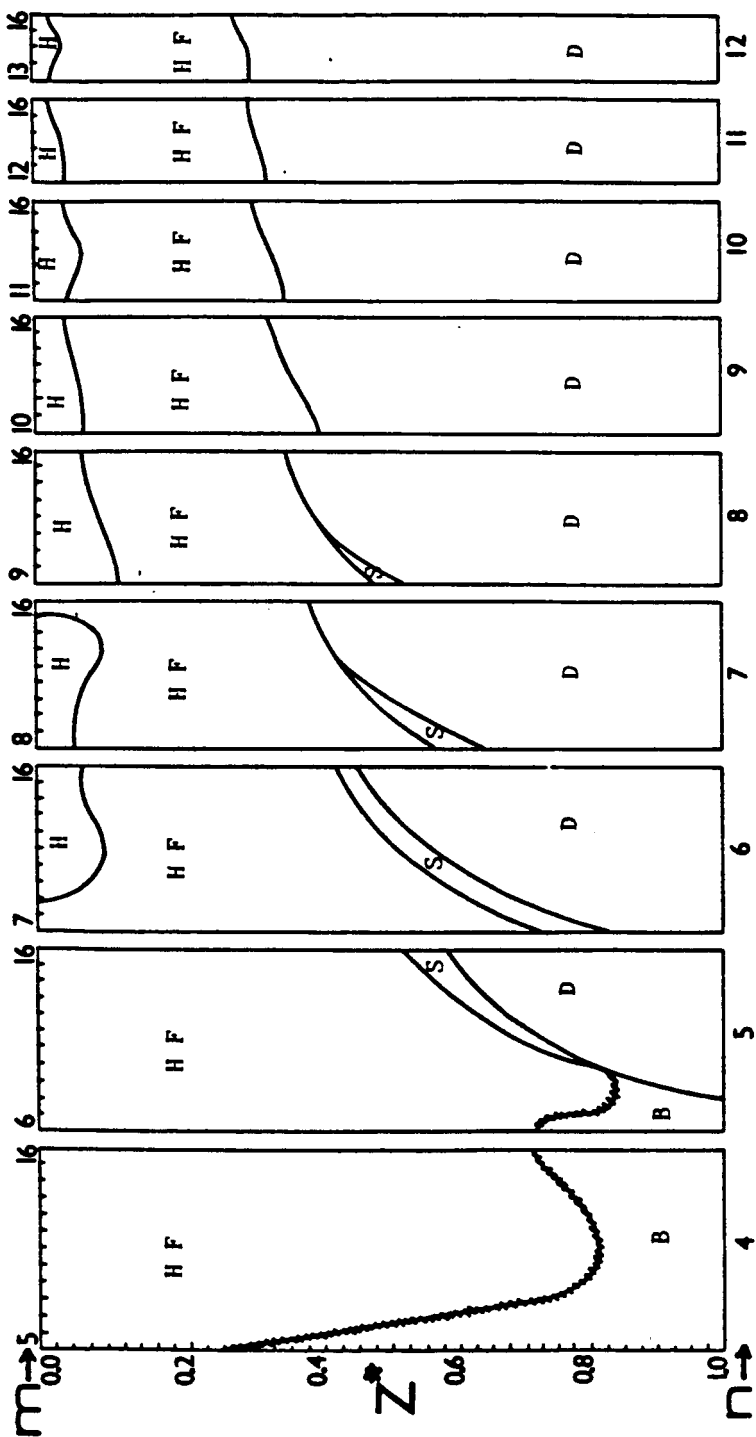 m→ 5 16 6 16 7 16 8 16 9 16 10 16 11 16 12 16 13 16
0.0
H H H H H H H
0.2
H F H F H F H F H F H F H F H F H F
0.4
Z*
S S S S
0.6
D D D D D D D D
0.8
B B
1.0
n→ 4 5 6 7 8 9 10 11 12